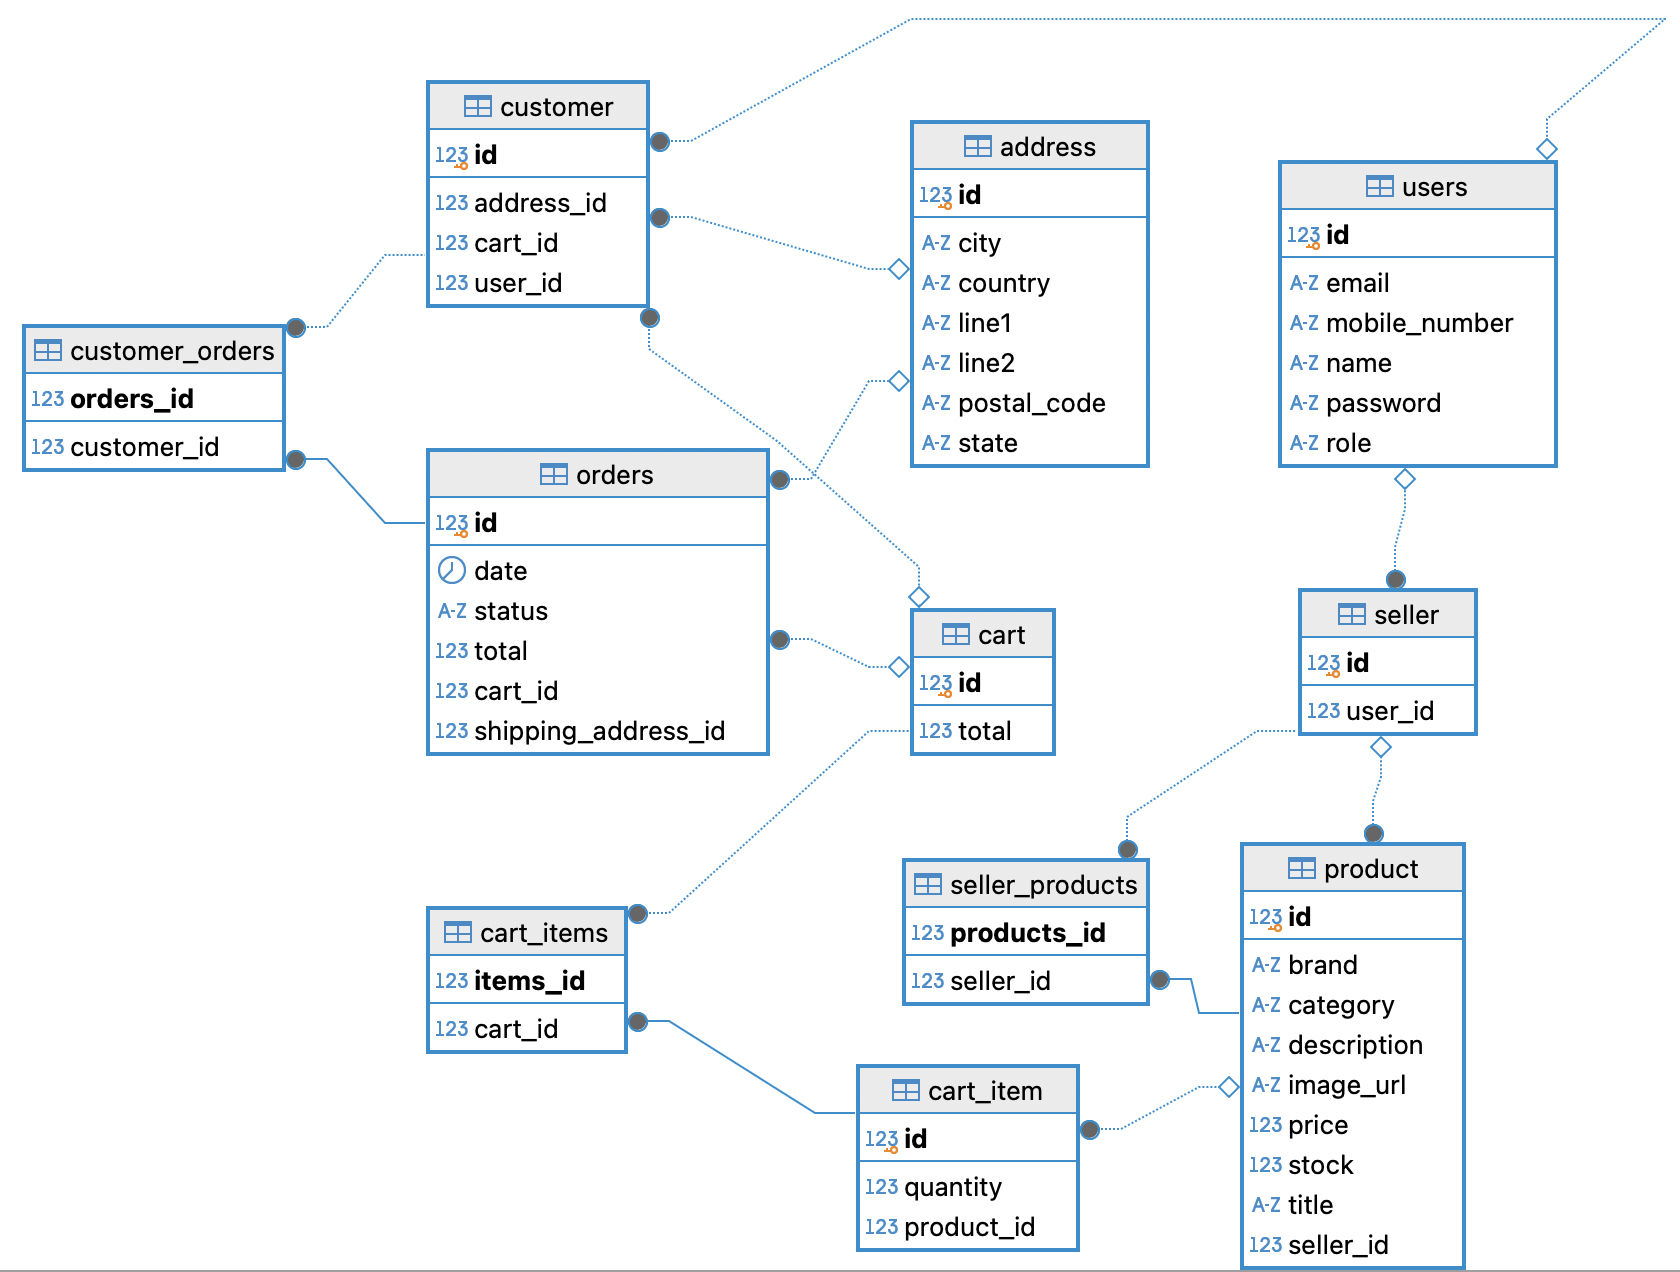 customer
123 id
123 address_id
123 cart_id
123 user_id
address
123 id
A-Z city
A-Z country
A-Z line1
A-Z line2
A-Z postal_code
A-Z state
users
123 id
A-Z email
A-Z mobile_number
A-Z name
A-Z password
A-Z role
customer_orders
123 orders_id
123 customer_id
orders
123 id
date
A-Z status
123 total
123 cart_id
123 shipping_address_id
cart
123 id
123 total
seller
123 id
123 user_id
cart_items
123 items_id
123 cart_id
seller_products
123 products_id
123 seller_id
product
123 id
A-Z brand
A-Z category
A-Z description
A-Z image_url
123 price
123 stock
A-Z title
123 seller_id
cart_item
123 id
123 quantity
123 product_id